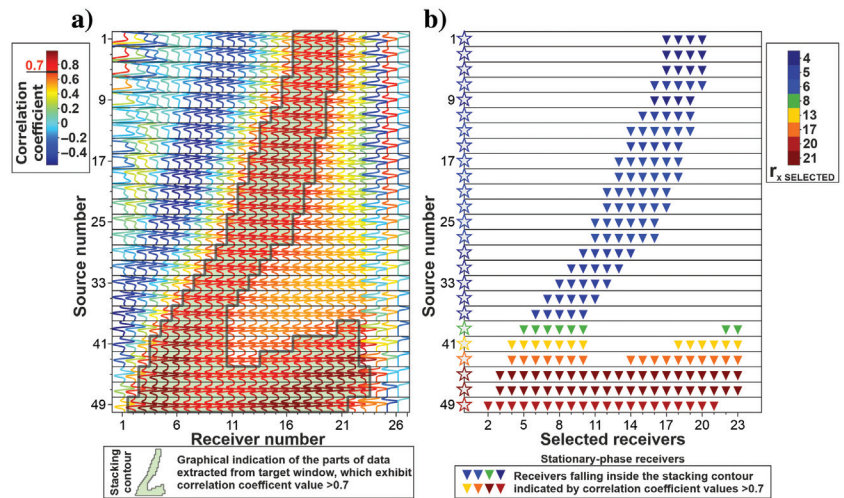 a)
b)
0.7
Correlation
coefficient
0.8
0.6
0.4
0.2
0
−0.2
−0.4
Source number
1
9
17
25
33
41
49
1
6
11
16
21
26
Receiver number
Source number
1
9
17
25
33
41
49
2
5
8
11
14
17
20
23
Selected receivers
4
5
6
8
13
17
20
21
rx SELECTED
Stacking
contour
Graphical indication of the parts of data
extracted from target window, which exhibit
correlation coefficent value >0.7
Stationary-phase receivers
Receivers falling inside the stacking contour
indicated by correlation coefficient values >0.7